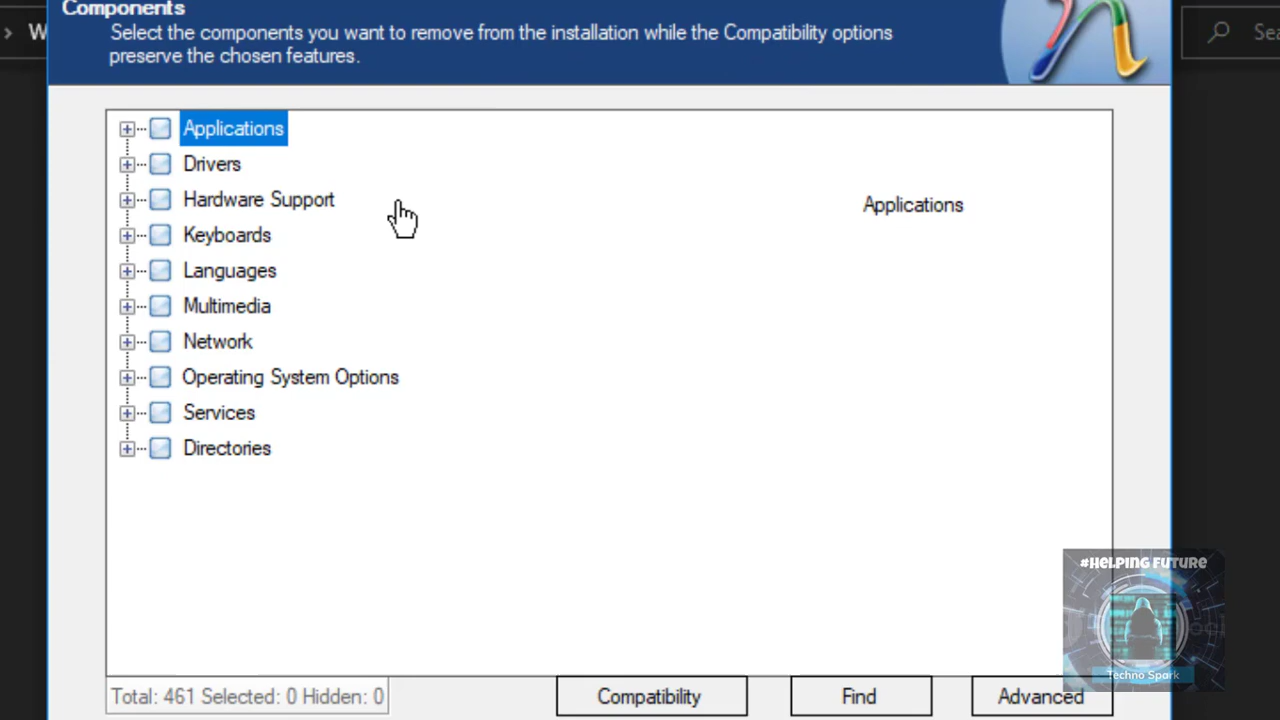 W
Components
Select the components you want to remove from the installation while the Compatibility options
preserve the chosen features.
Sea
Applications
Drivers
Hardware Support
Applications
Keyboards
Languages
Multimedia
Network
Operating System Options
Services
Directories
#HELPING FUTURE
Techno Spark
Total: 461 Selected: 0 Hidden: 0
Compatibility
Find
Advanced